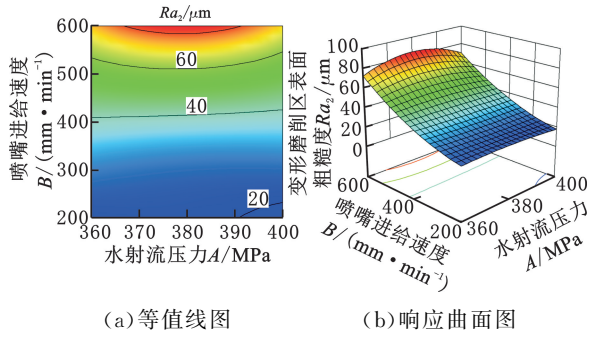 Ra₂/μm
600
500
400
300
200
60
40
20
360 370 380 390 400
喷嘴进给速度
B/(mm·min⁻¹)
水射流压力A/MPa
(a)等值线图
变形磨削区表面
粗糙度Ra₂/μm
100
80
60
40
20
0
600
400
200
喷嘴进给速度
B/(mm·min⁻¹)
360
380
400
水射流压力
A/MPa
(b)响应曲面图